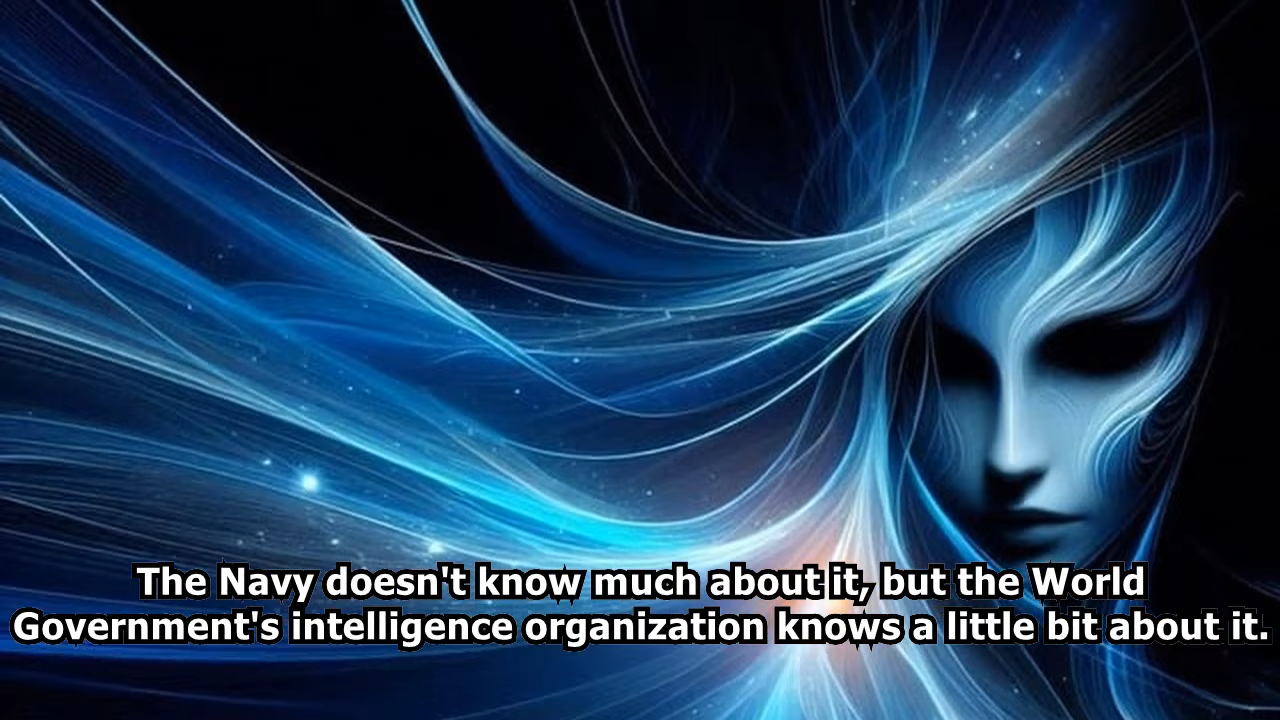 The Navy doesn't know much about it, but the World
Government's intelligence organization knows a little bit about it.